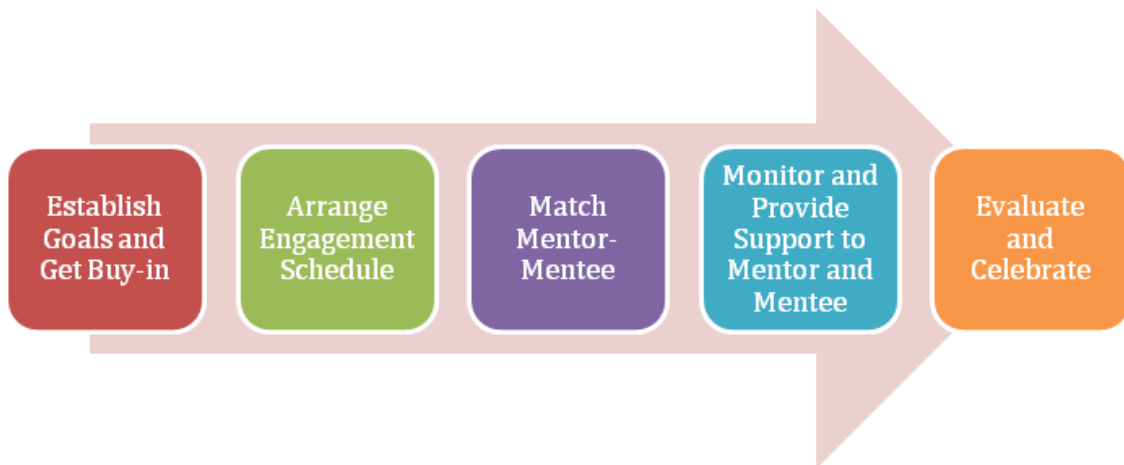 Establish
Goals and
Get Buy-in
Arrange
Engagement
Schedule
Match
Mentor-
Mentee
Monitor and
Provide
Support to
Mentor and
Mentee
Evaluate
and
Celebrate